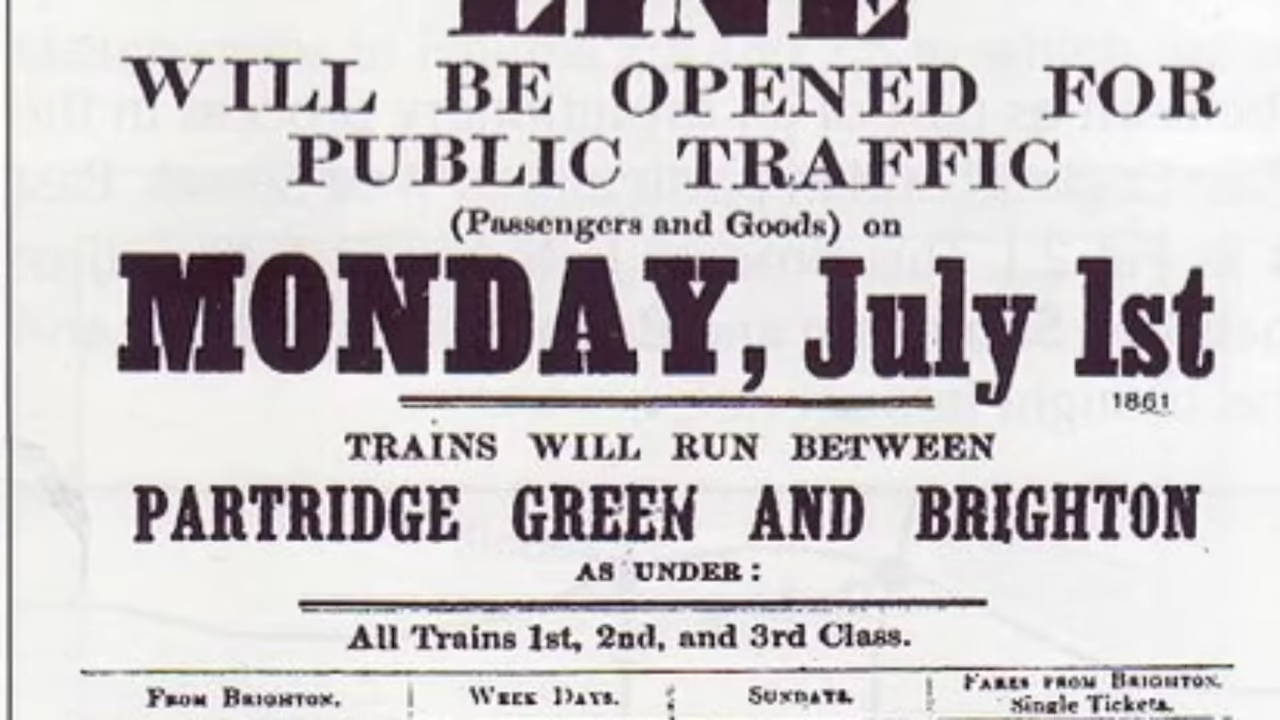 LINE
WILL BE OPENED FOR
PUBLIC TRAFFIC
(Passengers and Goods) on
MONDAY, July 1st
1861
TRAINS WILL RUN BETWEEN
PARTRIDGE GREEN AND BRIGHTON
AS UNDER:
All Trains 1st, 2nd, and 3rd Class.
FROM BRIGHTON. WEEK DAYS. SUNDAYS. FARES FROM BRIGHTON.
Single Tickets.